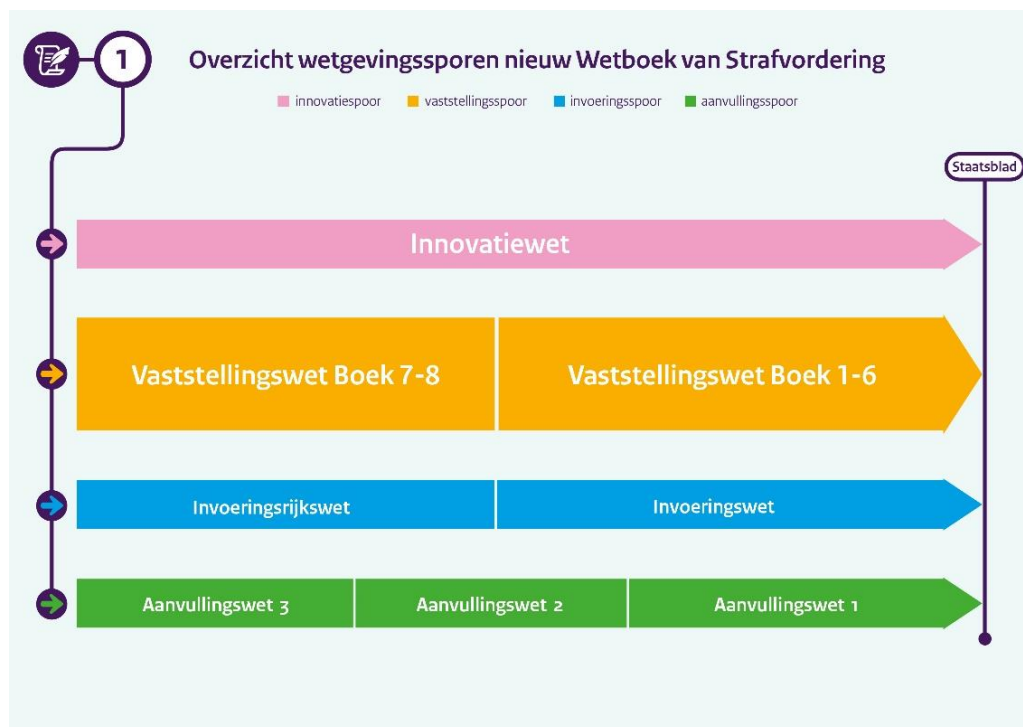 1
Overzicht wetgevingssporen nieuw Wetboek van Strafvordering
innovatiespoor vaststellingsspoor invoeringsspoor aanvullingsspoor
Staatsblad
Innovatiewet
Vaststellingswet Boek 7-8 Vaststellingswet Boek 1-6
Invoeringsrijkswet Invoeringswet
Aanvullingswet 3 Aanvullingswet 2 Aanvullingswet 1